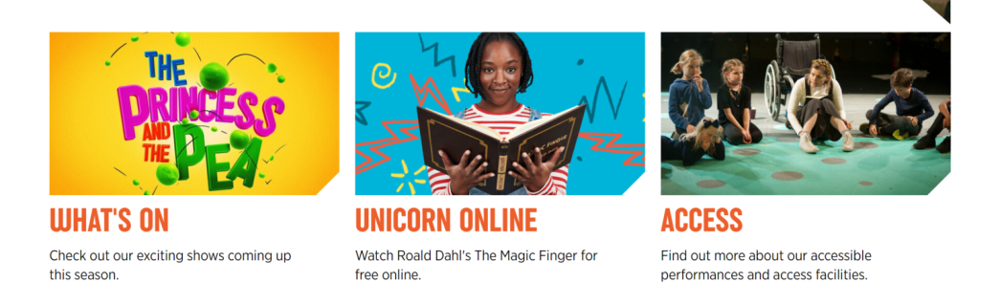 THE
PRINCESS
AND
THE
PEA
WHAT'S ON
Check out our exciting shows coming up
this season.
C FINGER
UNICORN ONLINE
Watch Roald Dahl's The Magic Finger for
free online.
ACCESS
Find out more about our accessible
performances and access facilities.